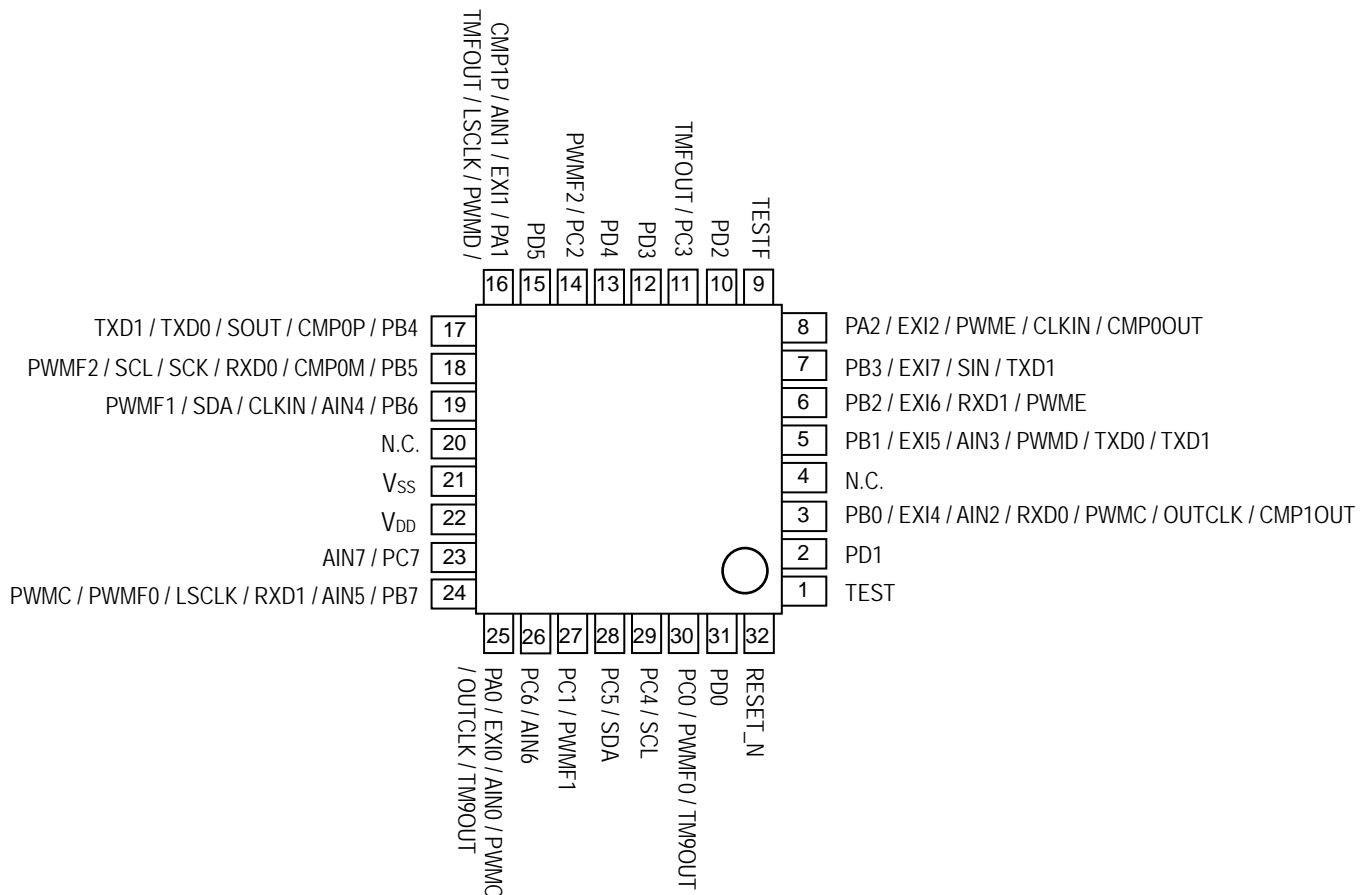 CMP1P / AIN1 / EXI1 / PA1
TMFOUT / LSCLK / PWMD /
PD5
PWMF2 / PC2
PD4
PD3
TMFOUT / PC3
PD2
TESTF
16
15
14
13
12
11
10
9
TXD1 / TXD0 / SOUT / CMP0P / PB4 17
PWMF2 / SCL / SCK / RXD0 / CMP0M / PB5 18
PWMF1 / SDA / CLKIN / AIN4 / PB6 19
N.C. 20
VSS 21
VDD 22
AIN7 / PC7 23
PWMC / PWMF0 / LSCLK / RXD1 / AIN5 / PB7 24
8 PA2 / EXI2 / PWME / CLKIN / CMP0OUT
7 PB3 / EXI7 / SIN / TXD1
6 PB2 / EXI6 / RXD1 / PWME
5 PB1 / EXI5 / AIN3 / PWMD / TXD0 / TXD1
4 N.C.
3 PB0 / EXI4 / AIN2 / RXD0 / PWMC / OUTCLK / CMP1OUT
2 PD1
1 TEST
25
26
27
28
29
30
31
32
PA0 / EXI0 / AIN0 / PWMC
/ OUTCLK / TM9OUT
PC6 / AIN6
PC1 / PWMF1
PC5 / SDA
PC4 / SCL
PC0 / PWMF0 / TM9OUT
PD0
RESET_N